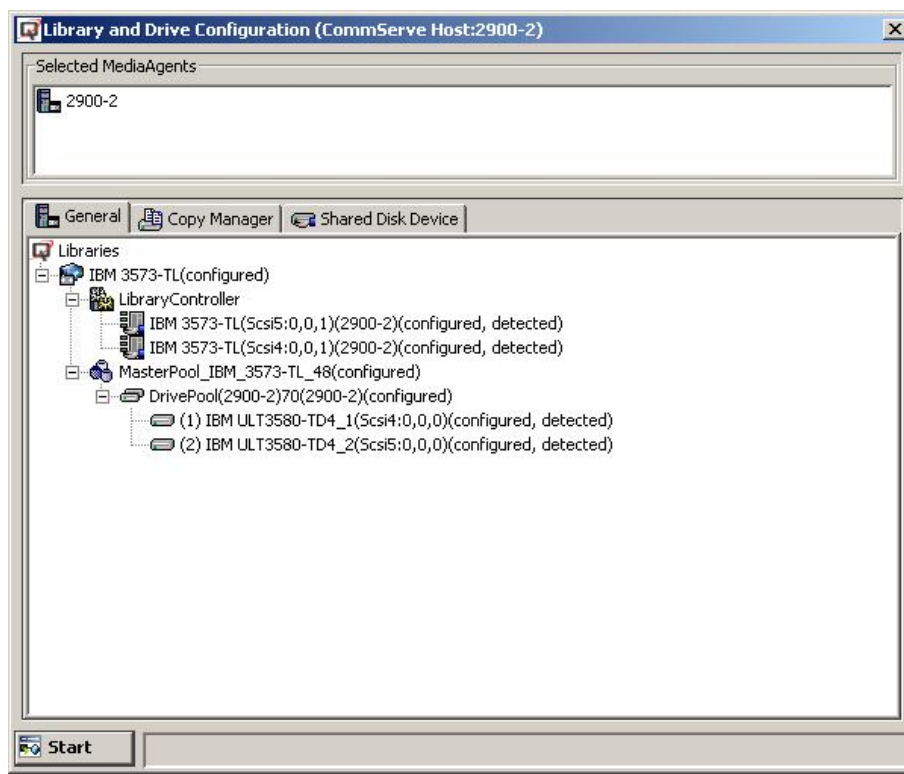 Library and Drive Configuration (CommServe Host:2900-2)
Selected MediaAgents
2900-2
General Copy Manager Shared Disk Device
Libraries
IBM 3573-TL(configured)
LibraryController
IBM 3573-TL(Scsi5:0,0,1)(2900-2)(configured, detected)
IBM 3573-TL(Scsi4:0,0,1)(2900-2)(configured, detected)
MasterPool_IBM_3573-TL_48(configured)
DrivePool(2900-2)70(2900-2)(configured)
(1) IBM ULT3580-TD4_1(Scsi4:0,0,0)(configured, detected)
(2) IBM ULT3580-TD4_2(Scsi5:0,0,0)(configured, detected)
Start